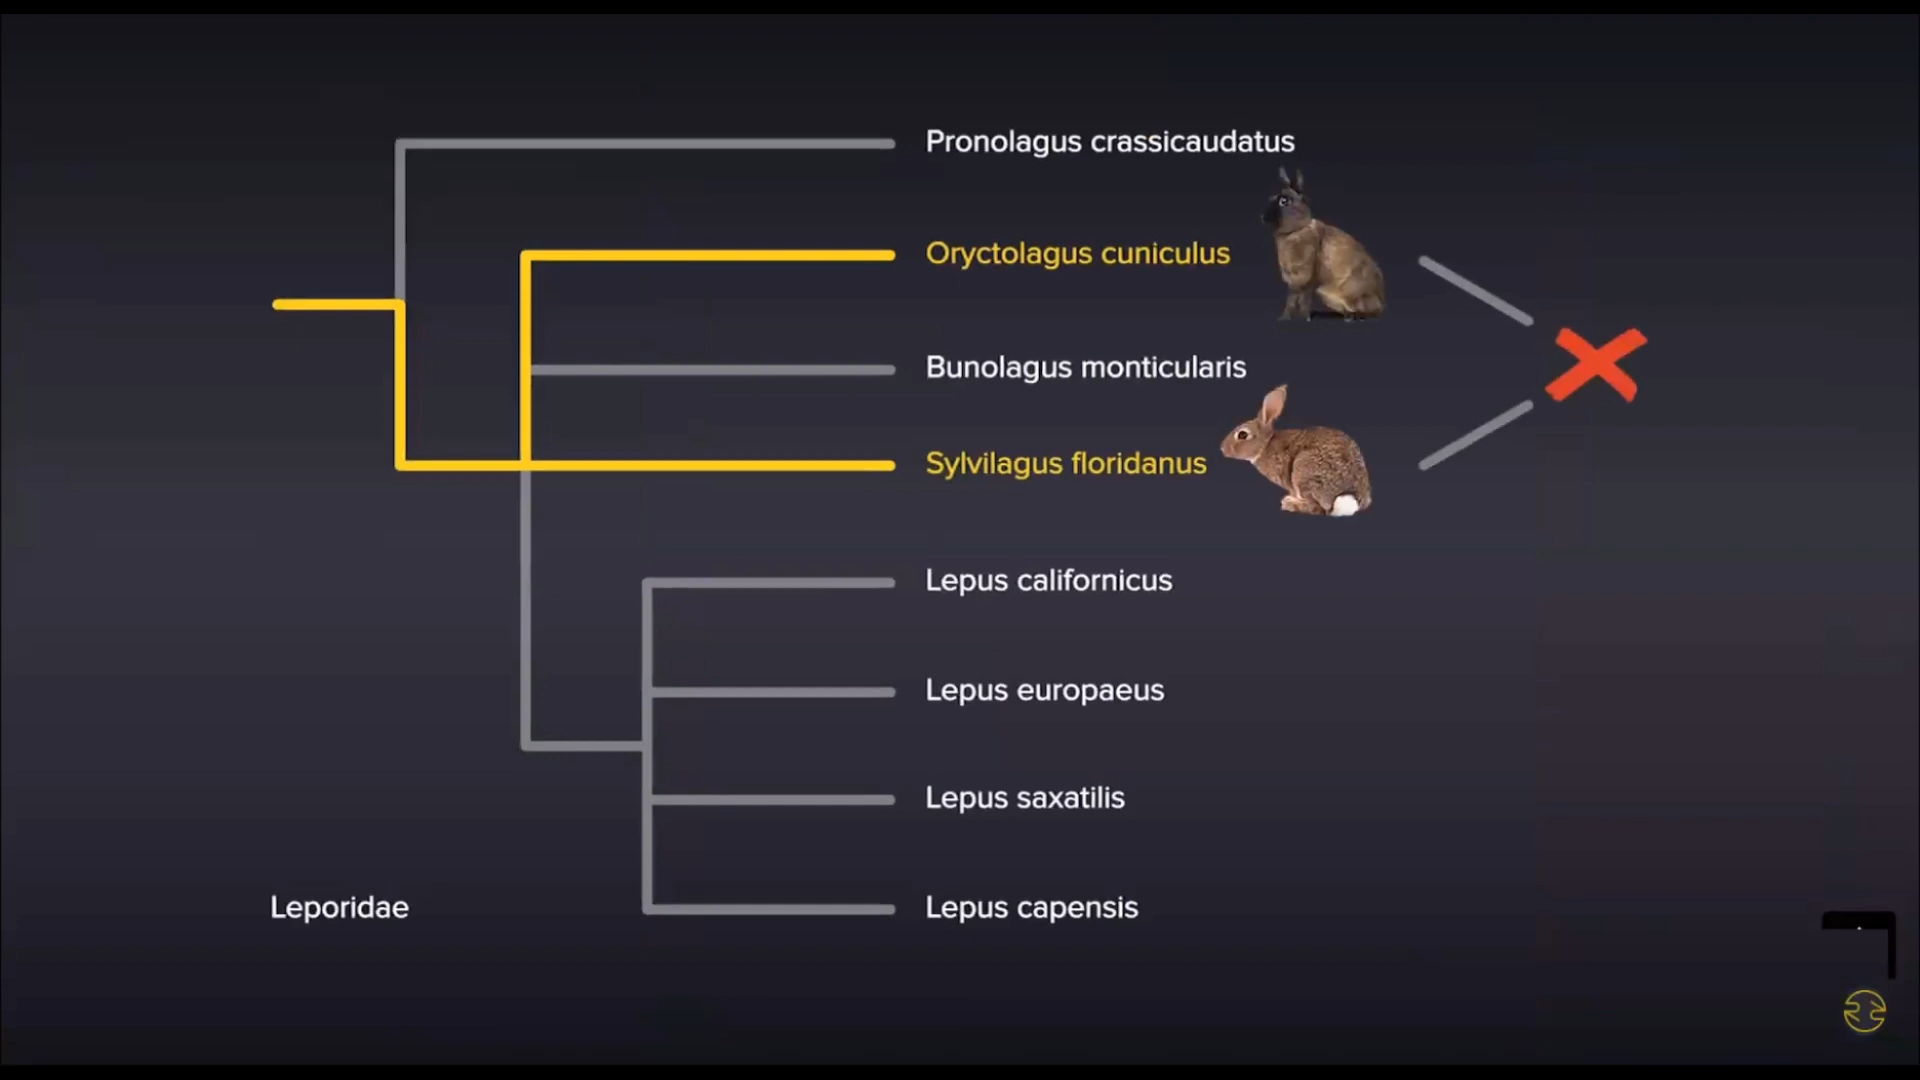 Pronolagus crassicaudatus
Oryctolagus cuniculus
Bunolagus monticularis
Sylvilagus floridanus
Lepus californicus
Lepus europaeus
Lepus saxatilis
Leporidae
Lepus capensis